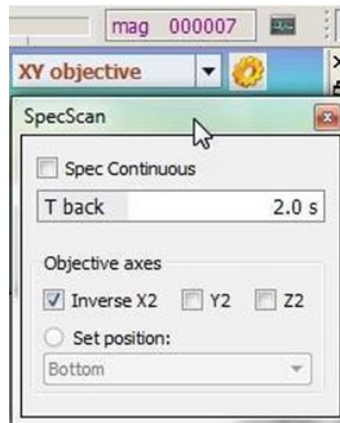 mag 000007
XY objective
SpecScan
Spec Continuous
T back 2.0 s
Objective axes
Inverse X2 Y2 Z2
Set position:
Bottom